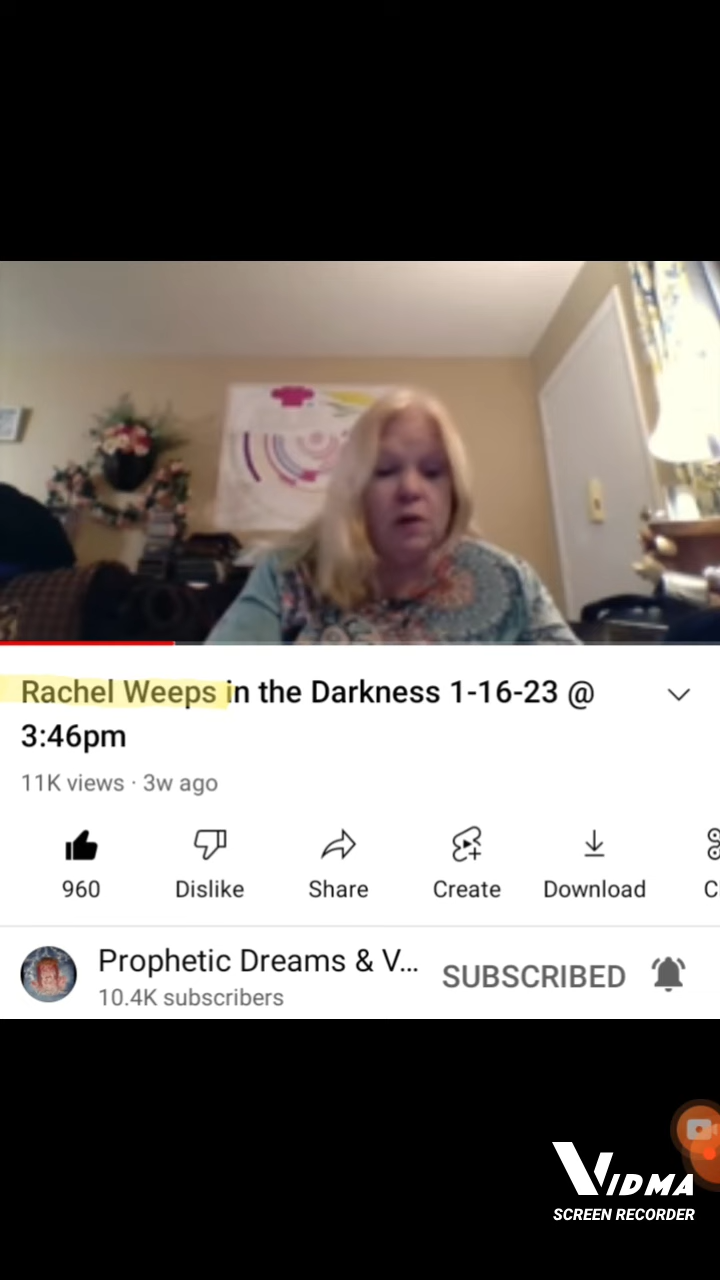 Rachel Weeps in the Darkness 1-16-23 @
3:46pm
11K views · 3w ago
960
Dislike
Share
Create
Download
C
Prophetic Dreams & V...
SUBSCRIBED
10.4K subscribers
VIDMA
SCREEN RECORDER